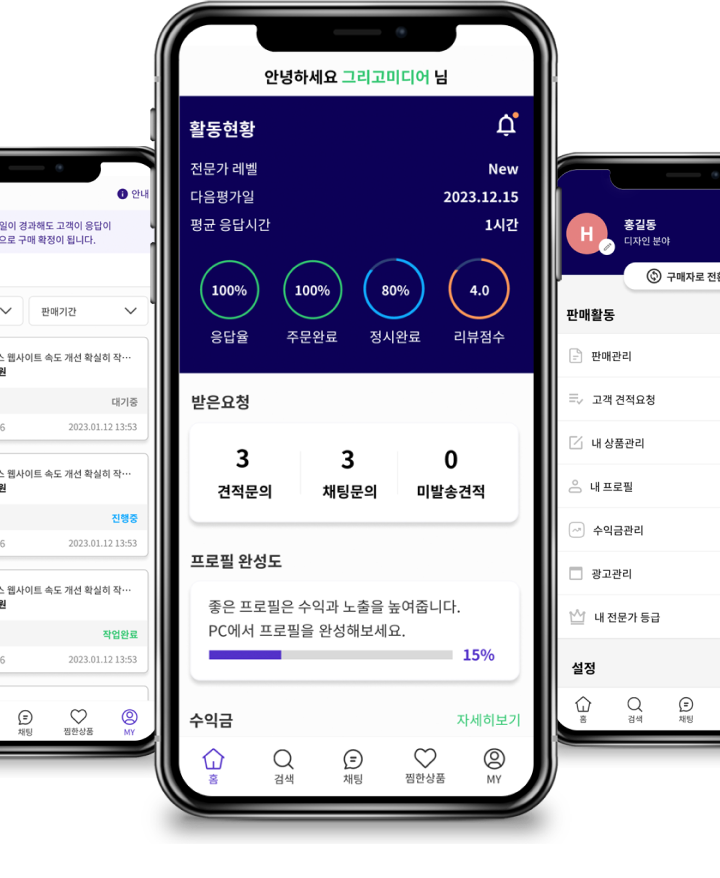 안녕하세요 그리고미디어 님
활동현황
전문가 레벨 New
다음평가일 2023.12.15
평균 응답시간 1시간
100% 100% 80% 4.0
응답율 주문완료 정시완료 리뷰점수
받은요청
3 3 0
견적문의 채팅문의 미발송견적
프로필 완성도
좋은 프로필은 수익과 노출을 높여줍니다.
PC에서 프로필을 완성해보세요.
15%
수익금 자세히보기
홈 검색 채팅 찜한상품 MY
안내
일이 경과해도 고객이 응답이
으로 구매 확정이 됩니다.
판매기간
스 웹사이트 속도 개선 확실히 작…
원
대기중
6 2023.01.12 13:53
스 웹사이트 속도 개선 확실히 작…
원
진행중
6 2023.01.12 13:53
스 웹사이트 속도 개선 확실히 작…
원
작업완료
6 2023.01.12 13:53
채팅 찜한상품 MY
H
홍길동
디자인 분야
구매자로 전환
판매활동
판매관리
고객 견적요청
내 상품관리
내 프로필
수익금관리
광고관리
내 전문가 등급
설정
홈 검색 채팅